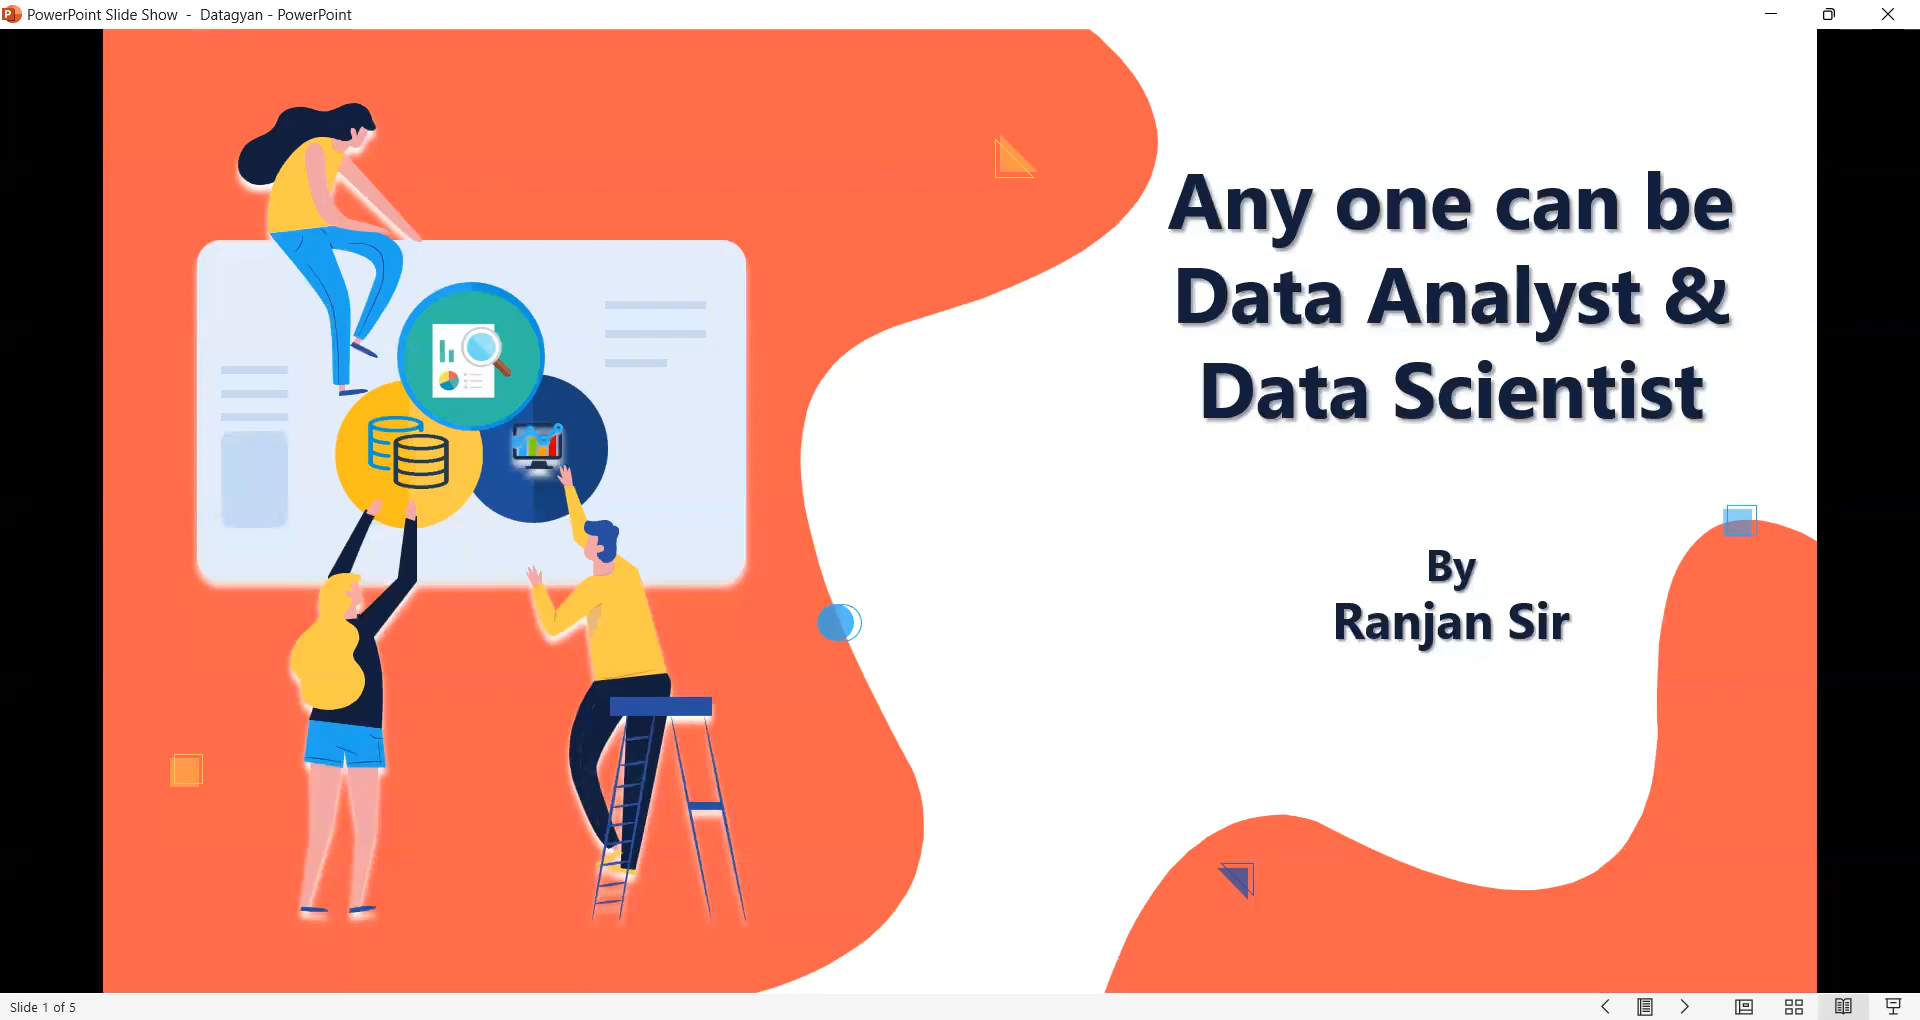 PowerPoint Slide Show - Datagyan - PowerPoint
Any one can be
Data Analyst &
Data Scientist
By
Ranjan Sir
Slide 1 of 5